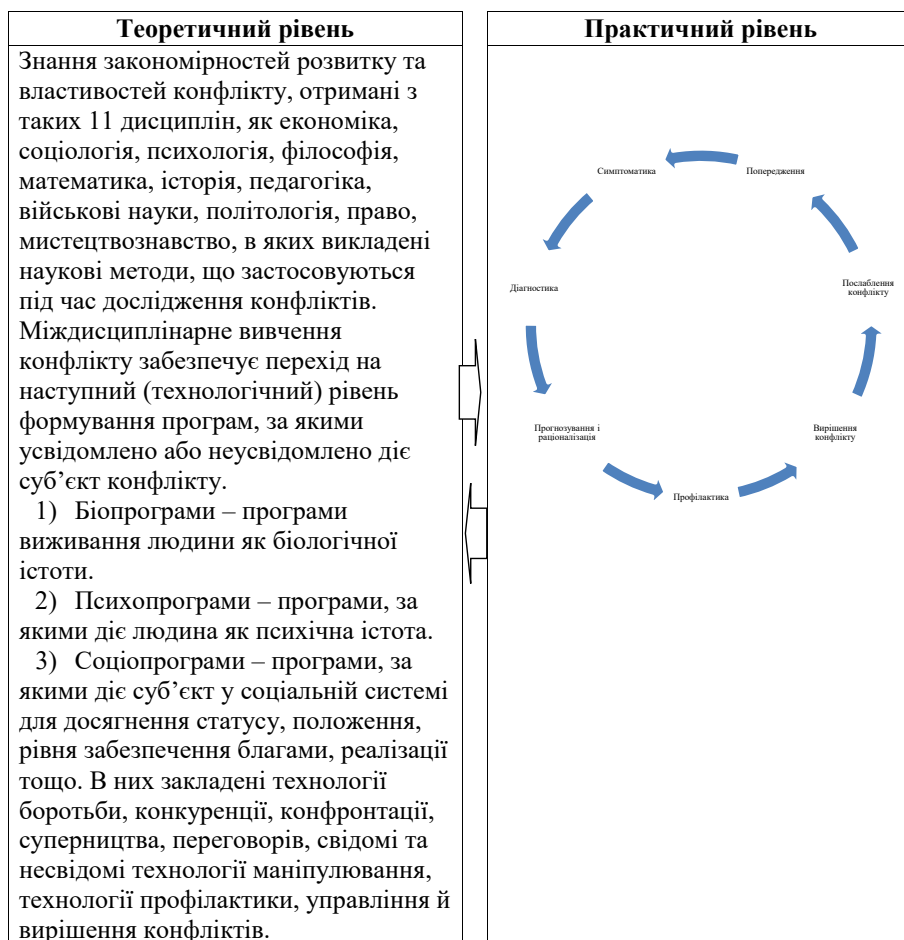 Теоретичний рівень
Знання закономірностей розвитку та
властивостей конфлікту, отримані з
таких 11 дисциплін, як економіка,
соціологія, психологія, філософія,
математика, історія, педагогіка,
військові науки, політологія, право,
мистецтвознавство, в яких викладені
наукові методи, що застосовуються
під час дослідження конфліктів.
Міждисциплінарне вивчення
конфлікту забезпечує перехід на
наступний (технологічний) рівень
формування програм, за якими
усвідомлено або неусвідомлено діє
суб’єкт конфлікту.
1) Біопрограми – програми
виживання людини як біологічної
істоти.
2) Психопрограми – програми, за
якими діє людина як психічна істота.
3) Соціопрограми – програми, за
якими діє суб’єкт у соціальній системі
для досягнення статусу, положення,
рівня забезпечення благами, реалізації
тощо. В них закладені технології
боротьби, конкуренції, конфронтації,
суперництва, переговорів, свідомі та
несвідомі технології маніпулювання,
технології профілактики, управління й
вирішення конфліктів.
Практичний рівень
Попередження
Симптоматика
Діагностика
Прогнозування і
раціоналізація
Профілактика
Вирішення
конфлікту
Послаблення
конфлікту